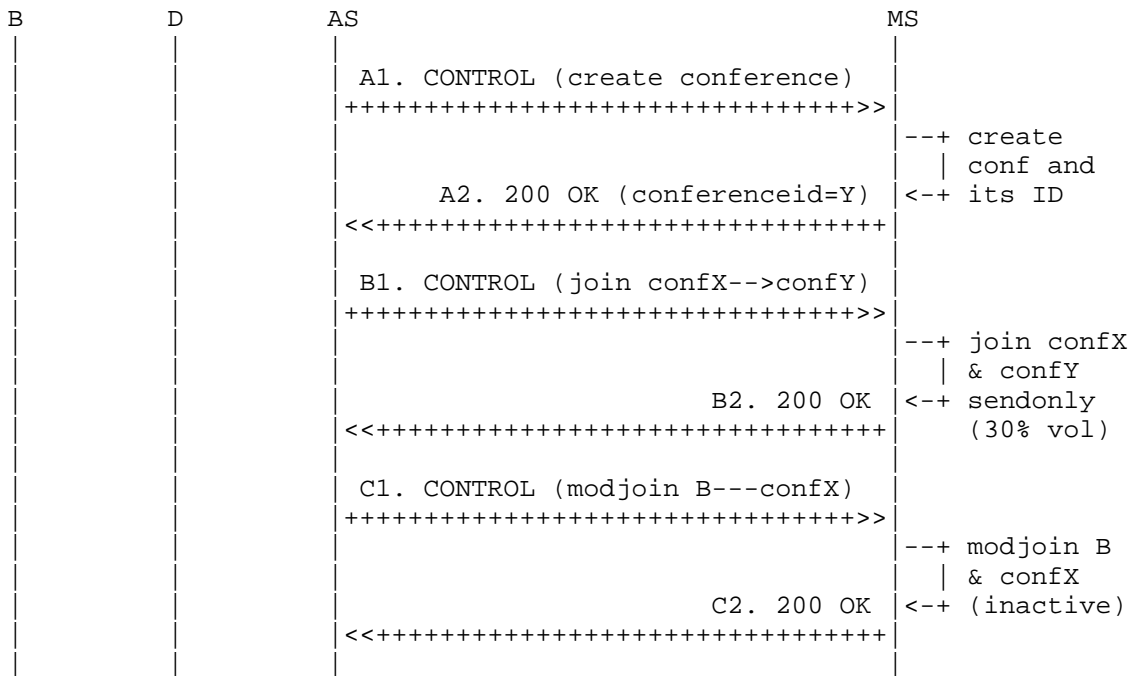 B D AS MS
A1. CONTROL (create conference)
++++++++++++++++++++++++++++++++>>
--+ create
| conf and
A2. 200 OK (conferenceid=Y) <-+ its ID
<<++++++++++++++++++++++++++++++++
B1. CONTROL (join confX-->confY)
++++++++++++++++++++++++++++++++>>
--+ join confX
| & confY
B2. 200 OK <-+ sendonly
<<++++++++++++++++++++++++++++++++ (30% vol)
C1. CONTROL (modjoin B---confX)
++++++++++++++++++++++++++++++++>>
--+ modjoin B
| & confX
C2. 200 OK <-+ (inactive)
<<++++++++++++++++++++++++++++++++